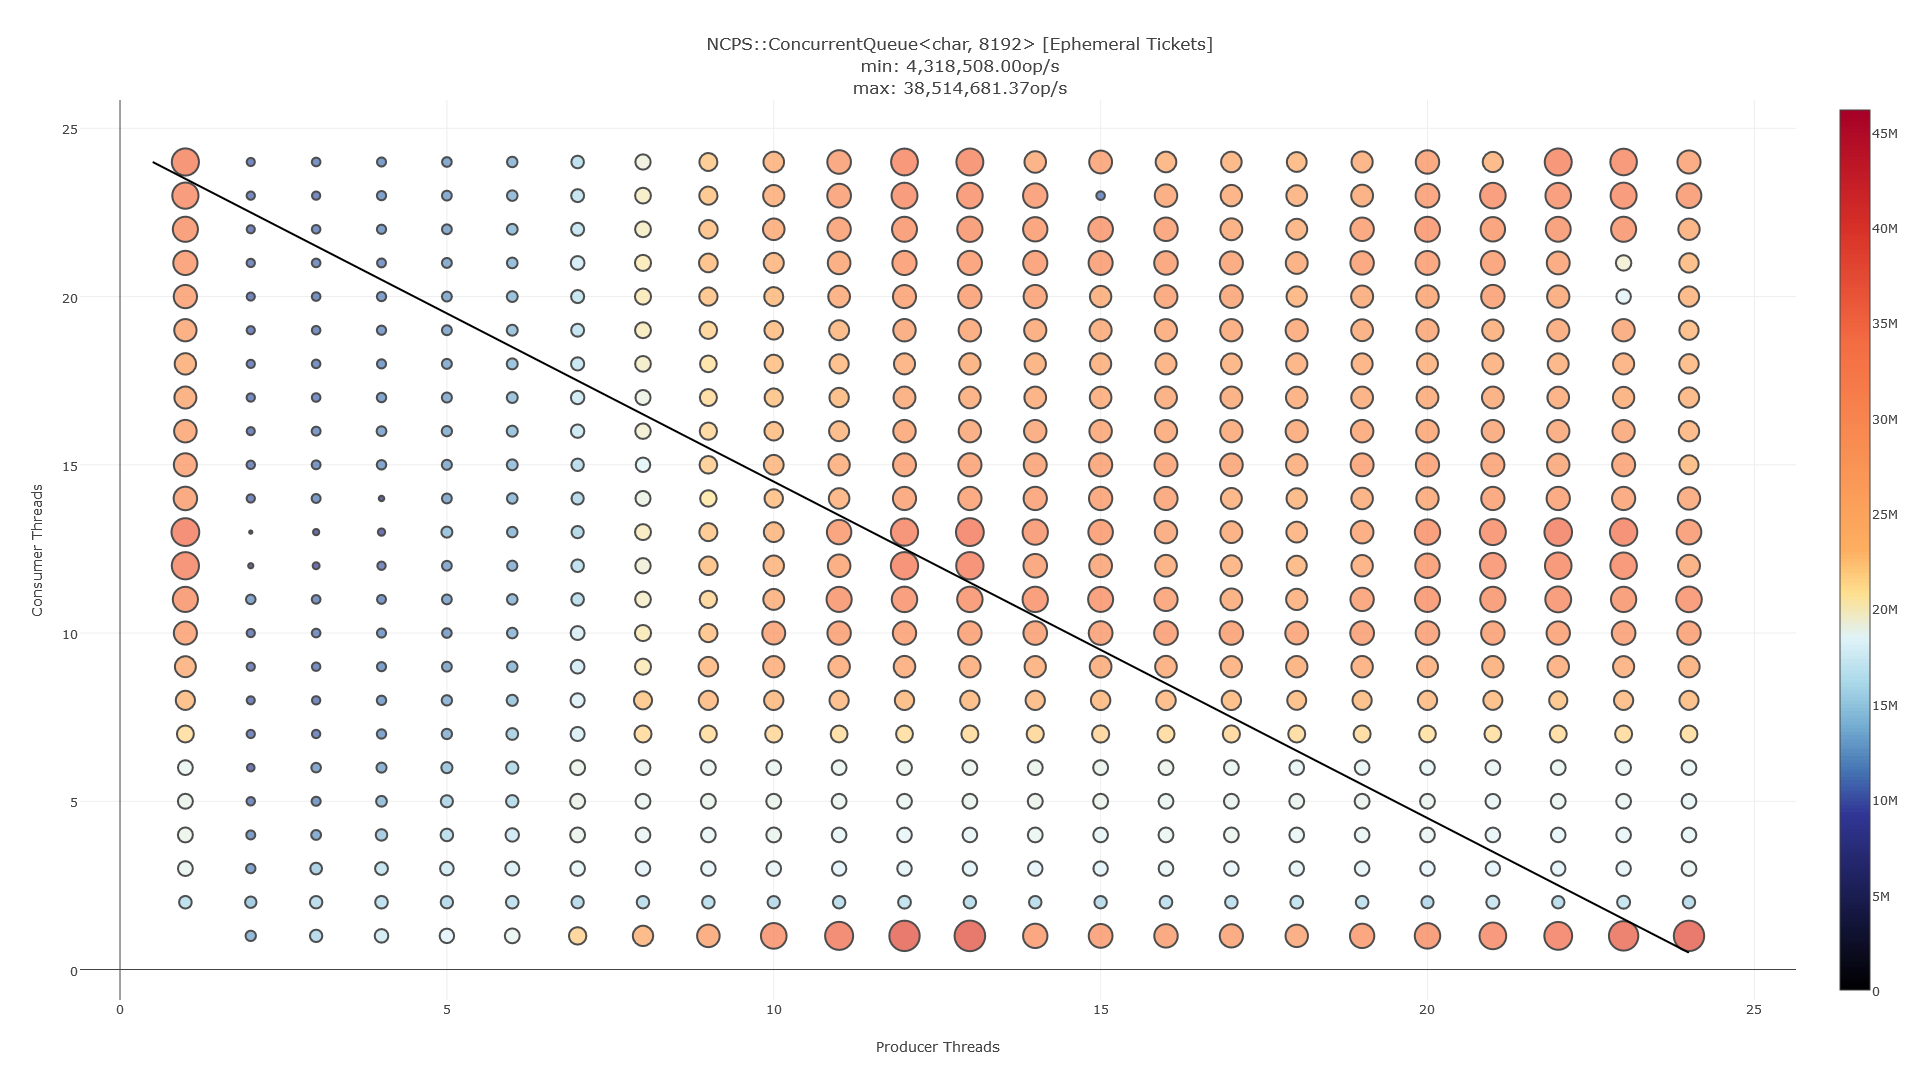 NCPS::ConcurrentQueue<char, 8192> [Ephemeral Tickets]
min: 4,318,508.00op/s
max: 38,514,681.37op/s
25
20
15
10
5
0
Consumer Threads
0
5
10
15
20
25
Producer Threads
45M
40M
35M
30M
25M
20M
15M
10M
5M
0